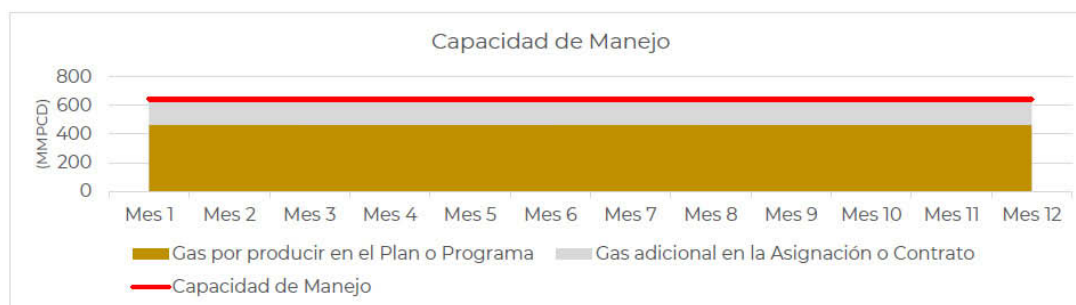 Capacidad de Manejo
(MMPCD)
800
600
400
200
0
Mes 1 Mes 2 Mes 3 Mes 4 Mes 5 Mes 6 Mes 7 Mes 8 Mes 9 Mes 10 Mes 11 Mes 12
Gas por producir en el Plan o Programa Gas adicional en la Asignación o Contrato
Capacidad de Manejo